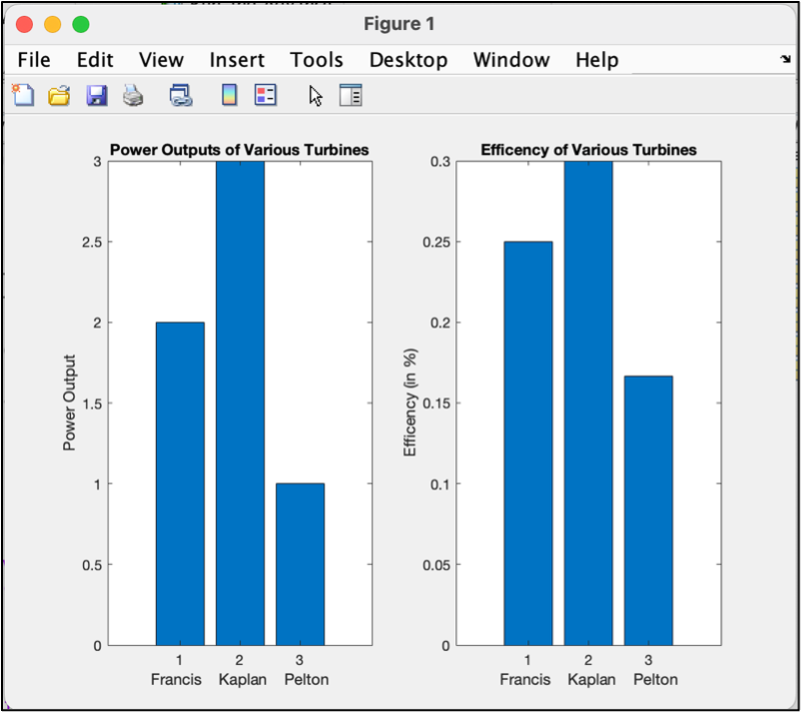 Figure 1
File Edit View Insert Tools Desktop Window Help
Power Outputs of Various Turbines
3
2.5
2
1.5
1
0.5
0
Power Output
1 2 3
Francis Kaplan Pelton
Efficency of Various Turbines
0.3
0.25
0.2
0.15
0.1
0.05
0
Efficency (in %)
1 2 3
Francis Kaplan Pelton